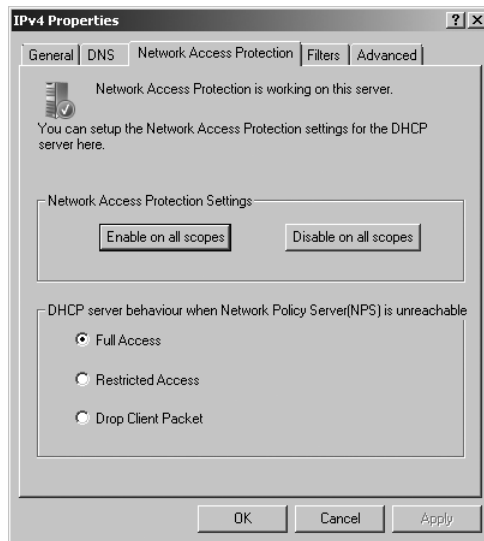 IPv4 Properties
General DNS Network Access Protection Filters Advanced
Network Access Protection is working on this server.
You can setup the Network Access Protection settings for the DHCP
server here.
Network Access Protection Settings
Enable on all scopes Disable on all scopes
DHCP server behaviour when Network Policy Server(NPS) is unreachable
Full Access
Restricted Access
Drop Client Packet
OK Cancel Apply